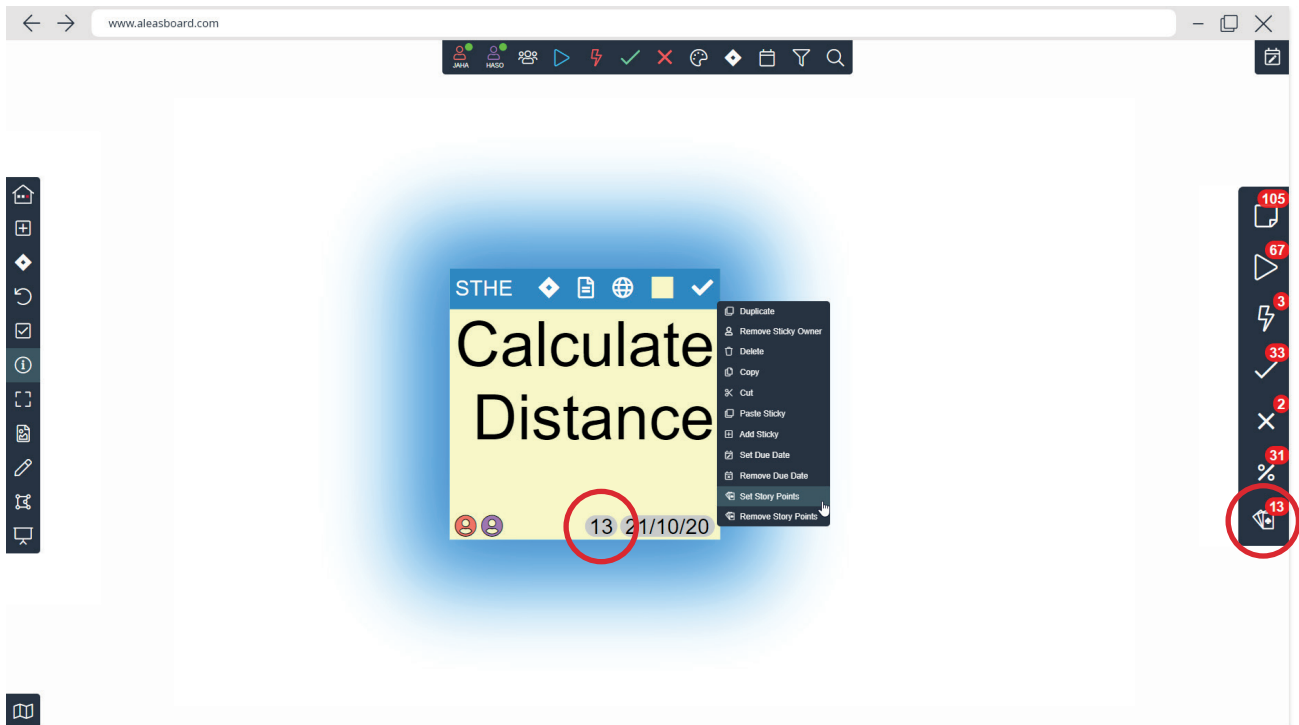 www.aleasboard.com
JAHA HASO
105
67
3
33
2
31
%
13
STHE
Calculate
Distance
13 21/10/20
Duplicate
Remove Sticky Owner
Delete
Copy
Cut
Paste Sticky
Add Sticky
Set Due Date
Remove Due Date
Set Story Points
Remove Story Points